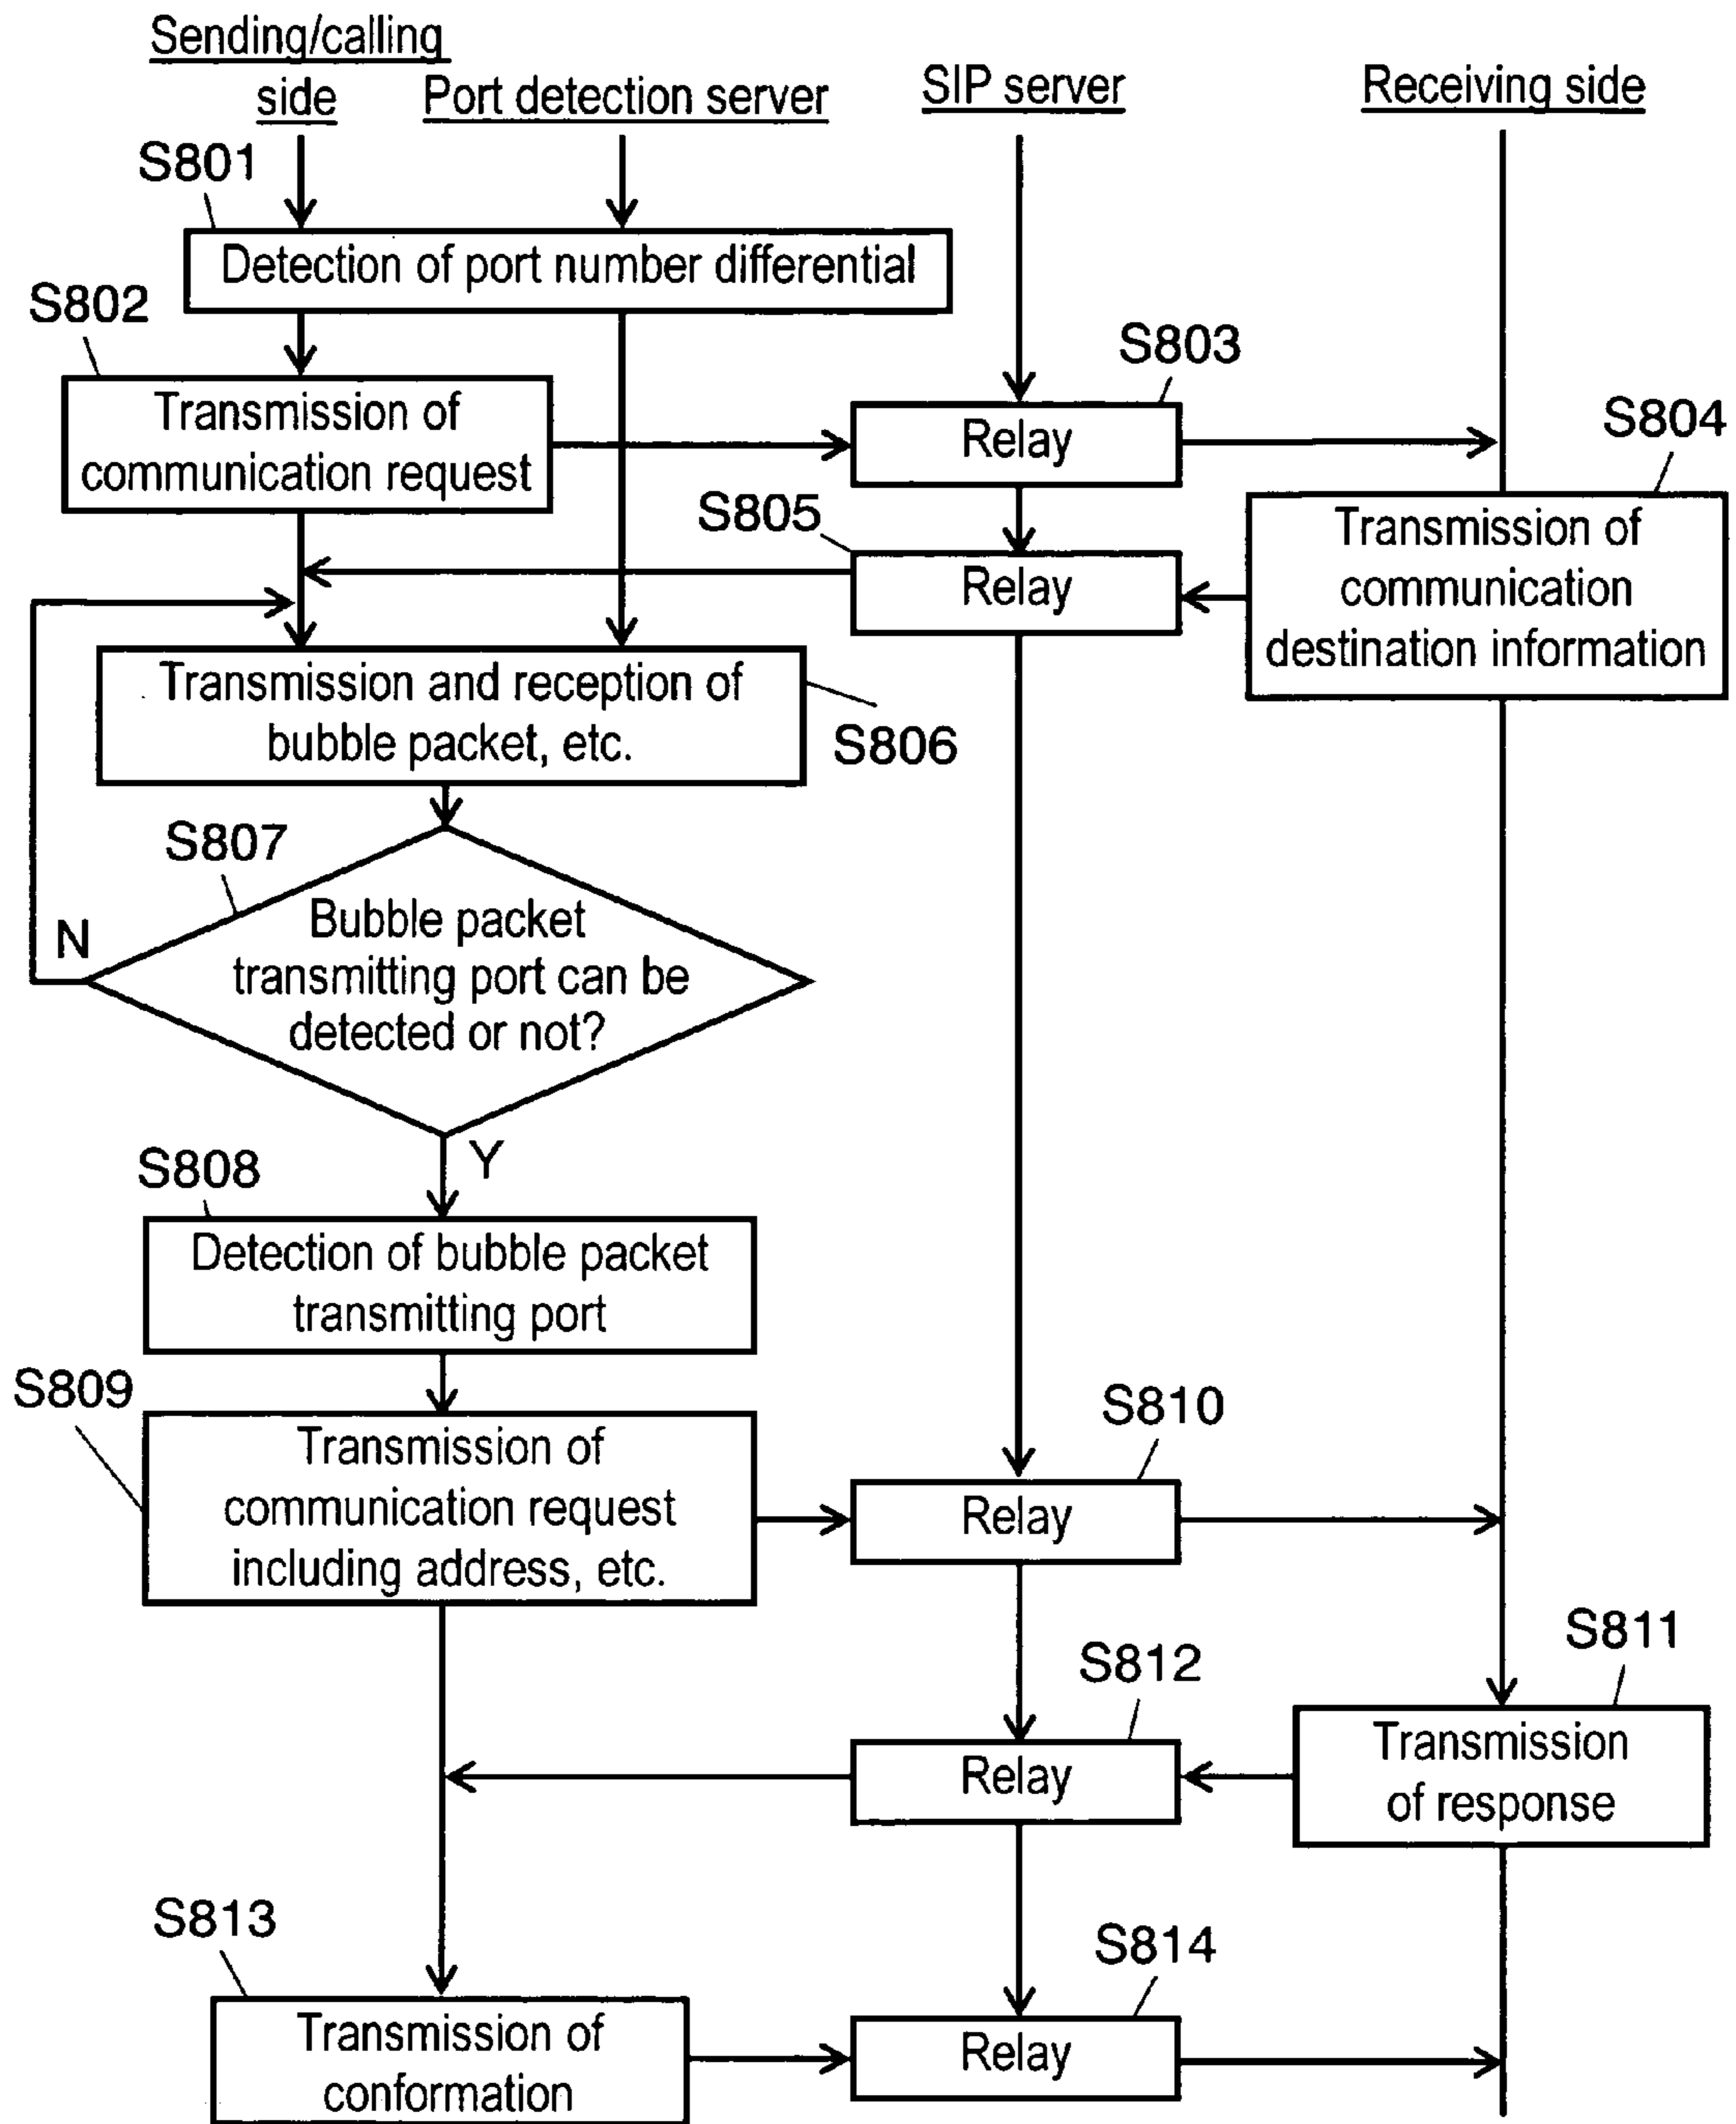 Sending/calling
side
Port detection server
SIP server
Receiving side
S801
Detection of port number differential
S802
Transmission of
communication request
S803
Relay
S804
Transmission of
communication
destination information
S805
Relay
Transmission and reception of
bubble packet, etc.
S806
S807
N
Bubble packet
transmitting port can be
detected or not?
Y
S808
Detection of bubble packet
transmitting port
S809
Transmission of
communication request
including address, etc.
S810
Relay
S811
Transmission
of response
S812
Relay
S813
Transmission of
conformation
S814
Relay